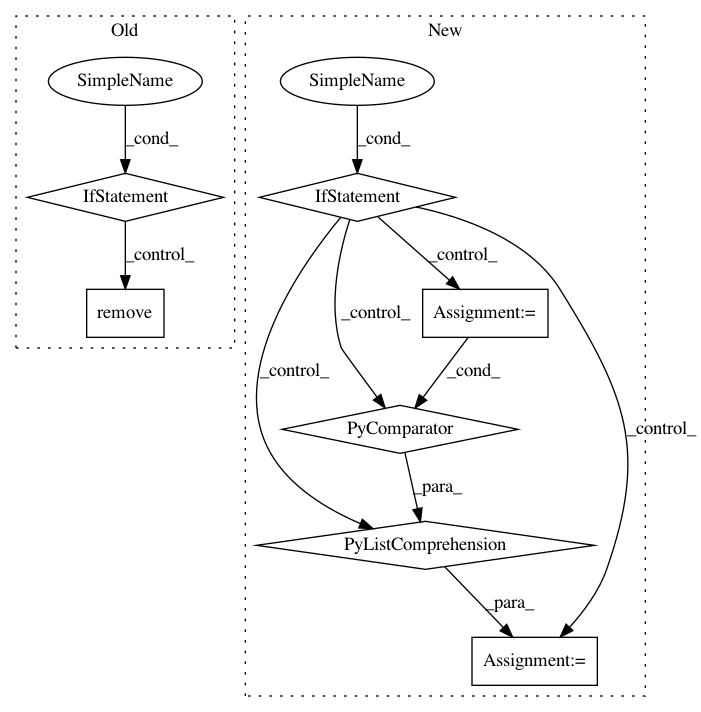 Old
New
SimpleName
SimpleName
_cond_
_cond_
IfStatement
IfStatement
_control_
_control_
remove
_control_
Assignment:=
_control_
_cond_
_control_
PyComparator
_para_
PyListComprehension
_para_
Assignment:=